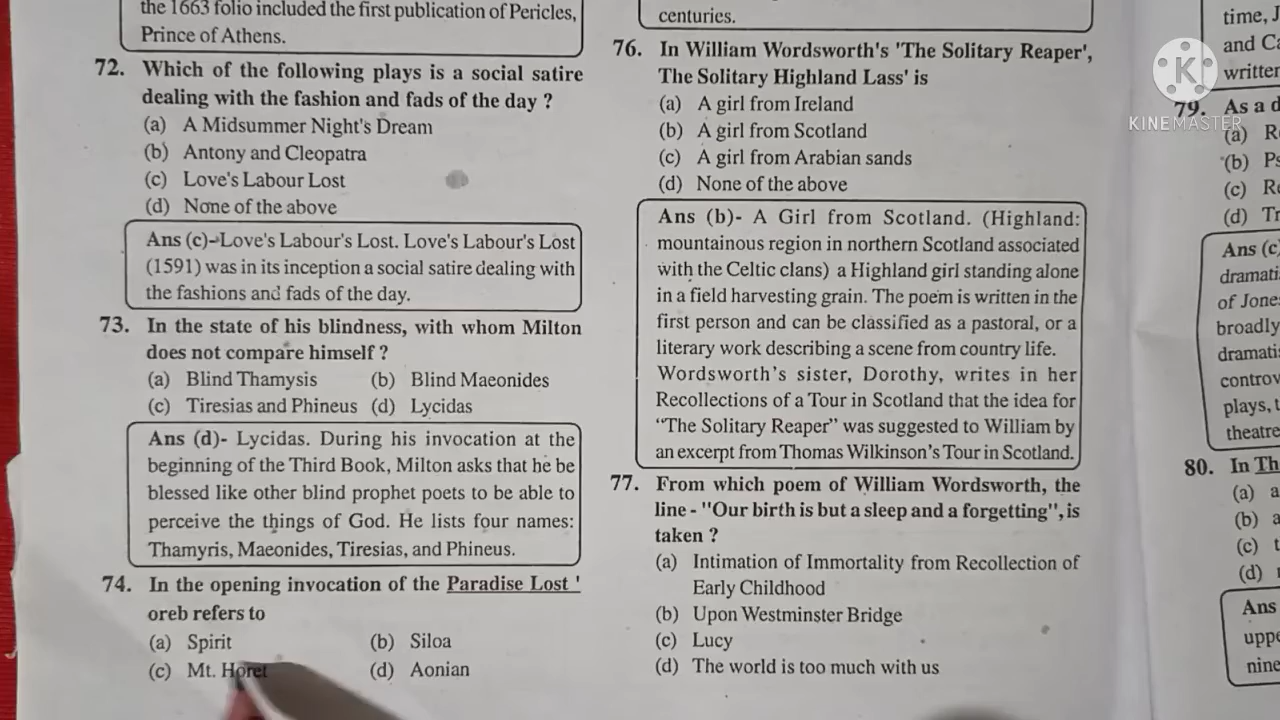 the 1663 folio included the first publication of Pericles,
Prince of Athens.
72. Which of the following plays is a social satire
dealing with the fashion and fads of the day ?
(a) A Midsummer Night's Dream
(b) Antony and Cleopatra
(c) Love's Labour Lost
(d) None of the above
Ans (c)- Love's Labour's Lost. Love's Labour's Lost
(1591) was in its inception a social satire dealing with
the fashions and fads of the day.
73. In the state of his blindness, with whom Milton
does not compare himself ?
(a) Blind Thamysis (b) Blind Maeonides
(c) Tiresias and Phineus (d) Lycidas
Ans (d)- Lycidas. During his invocation at the
beginning of the Third Book, Milton asks that he be
blessed like other blind prophet poets to be able to
perceive the things of God. He lists four names:
Thamyris, Maeonides, Tiresias, and Phineus.
74. In the opening invocation of the Paradise Lost '
oreb refers to
(a) Spirit (b) Siloa
(c) Mt. Horet (d) Aonian
centuries.
76. In William Wordsworth's 'The Solitary Reaper',
The Solitary Highland Lass' is
(a) A girl from Ireland
(b) A girl from Scotland
(c) A girl from Arabian sands
(d) None of the above
Ans (b)- A Girl from Scotland. (Highland:
mountainous region in northern Scotland associated
with the Celtic clans) a Highland girl standing alone
in a field harvesting grain. The poem is written in the
first person and can be classified as a pastoral, or a
literary work describing a scene from country life.
Wordsworth's sister, Dorothy, writes in her
Recollections of a Tour in Scotland that the idea for
"The Solitary Reaper" was suggested to William by
an excerpt from Thomas Wilkinson's Tour in Scotland.
77. From which poem of William Wordsworth, the
line - "Our birth is but a sleep and a forgetting", is
taken ?
(a) Intimation of Immortality from Recollection of
Early Childhood
(b) Upon Westminster Bridge
(c) Lucy
(d) The world is too much with us
time, J
and Ca
written
79. As a d
(a) R
(b) Ps
(c) Re
(d) Tr
Ans (c)
dramati
of Jone
broadly
dramati
controv
plays, t
theatre
80. In Th
(a) a
(b) a
(c) t
(d)
Ans
uppe
nine
K
KINEMASTER